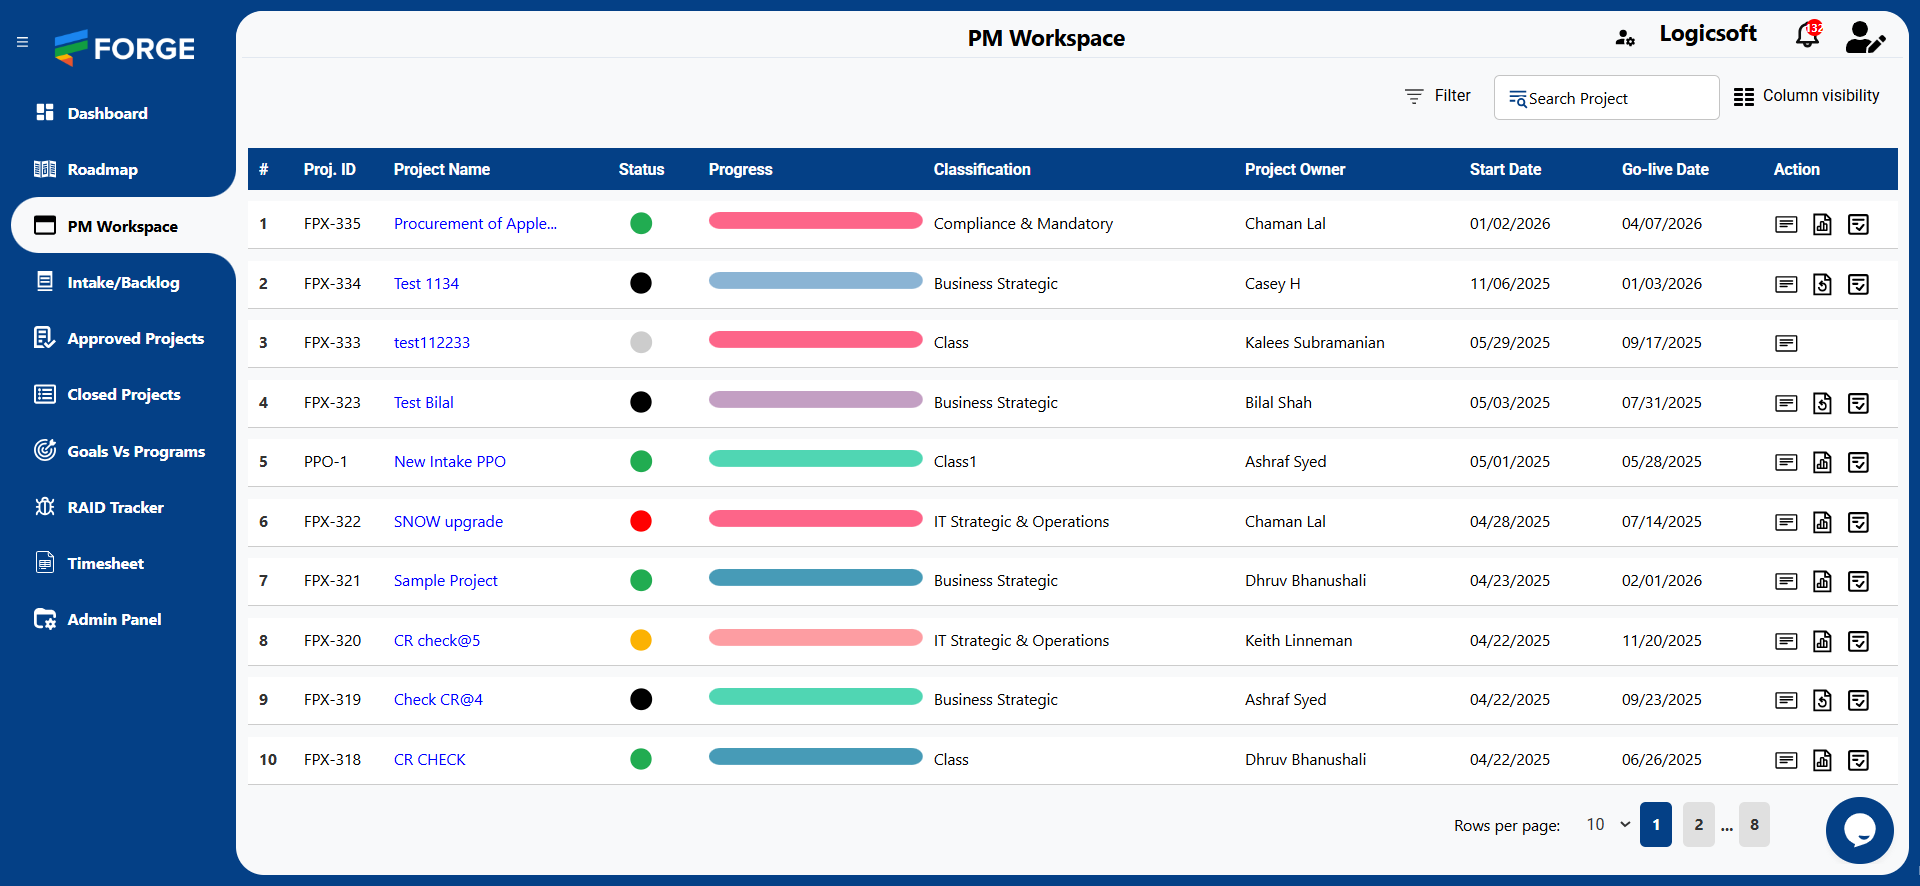 FORGE
PM Workspace
Logicsoft
132
Filter
Search Project
Column visibility
Dashboard
Roadmap
PM Workspace
Intake/Backlog
Approved Projects
Closed Projects
Goals Vs Programs
RAID Tracker
Timesheet
Admin Panel
# Proj. ID Project Name Status Progress Classification Project Owner Start Date Go-live Date Action
1 FPX-335 Procurement of Apple... Compliance & Mandatory Chaman Lal 01/02/2026 04/07/2026
2 FPX-334 Test 1134 Business Strategic Casey H 11/06/2025 01/03/2026
3 FPX-333 test112233 Class Kalees Subramanian 05/29/2025 09/17/2025
4 FPX-323 Test Bilal Business Strategic Bilal Shah 05/03/2025 07/31/2025
5 PPO-1 New Intake PPO Class1 Ashraf Syed 05/01/2025 05/28/2025
6 FPX-322 SNOW upgrade IT Strategic & Operations Chaman Lal 04/28/2025 07/14/2025
7 FPX-321 Sample Project Business Strategic Dhruv Bhanushali 04/23/2025 02/01/2026
8 FPX-320 CR check@5 IT Strategic & Operations Keith Linneman 04/22/2025 11/20/2025
9 FPX-319 Check CR@4 Business Strategic Ashraf Syed 04/22/2025 09/23/2025
10 FPX-318 CR CHECK Class Dhruv Bhanushali 04/22/2025 06/26/2025
Rows per page: 10 1 2 ... 8